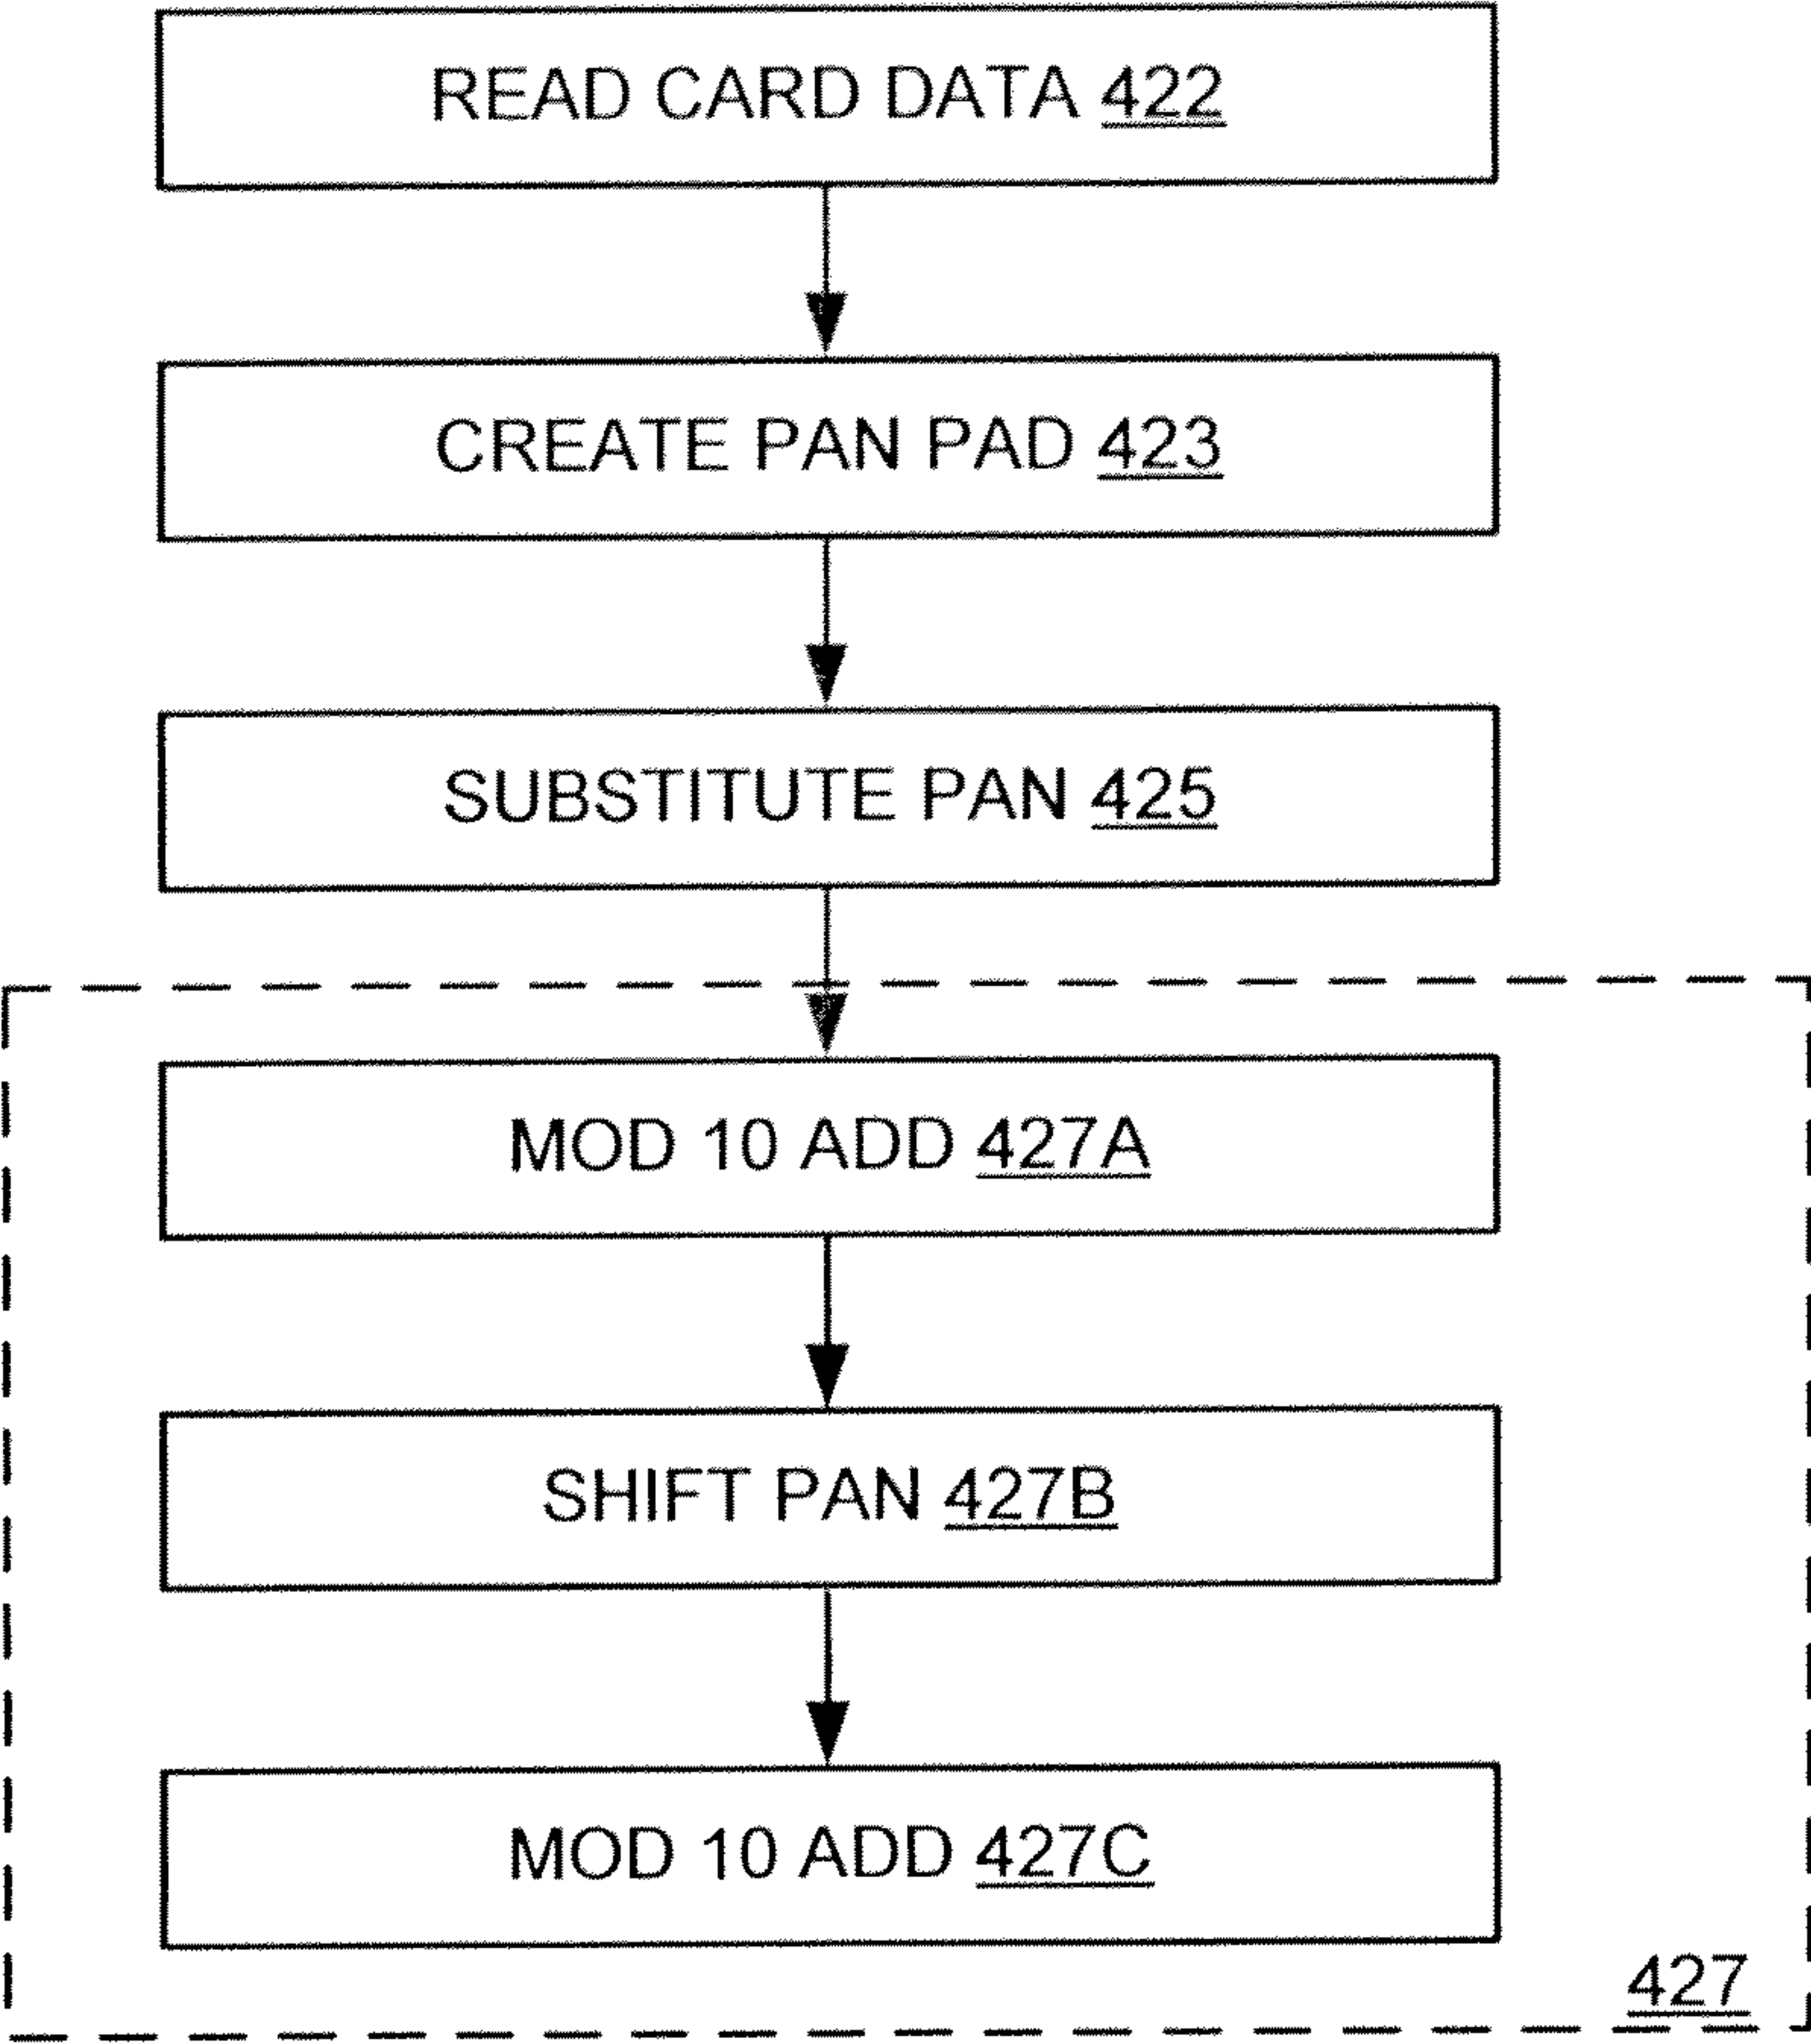 READ CARD DATA 422
CREATE PAN PAD 423
SUBSTITUTE PAN 425
MOD 10 ADD 427A
SHIFT PAN 427B
MOD 10 ADD 427C
427